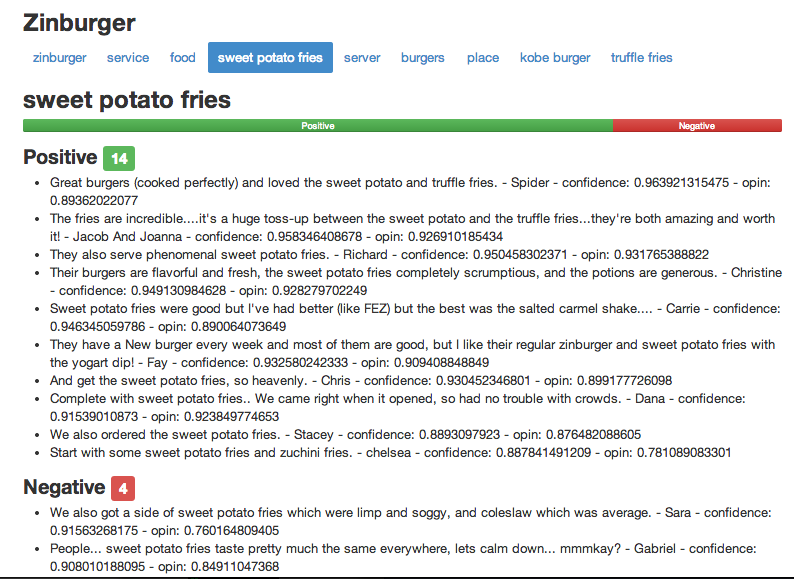 Zinburger
zinburger service food sweet potato fries server burgers place kobe burger truffle fries
sweet potato fries
Positive Negative
Positive 14
• Great burgers (cooked perfectly) and loved the sweet potato and truffle fries. - Spider - confidence: 0.963921315475 - opin:
0.89362022077
• The fries are incredible....it's a huge toss-up between the sweet potato and the truffle fries...they're both amazing and worth
it! - Jacob And Joanna - confidence: 0.958346408678 - opin: 0.926910185434
• They also serve phenomenal sweet potato fries. - Richard - confidence: 0.950458302371 - opin: 0.931765388822
• Their burgers are flavorful and fresh, the sweet potato fries completely scrumptious, and the potions are generous. - Christine
- confidence: 0.949130984628 - opin: 0.928279702249
• Sweet potato fries were good but I've had better (like FEZ) but the best was the salted carmel shake.... - Carrie - confidence:
0.946345059786 - opin: 0.890064073649
• They have a New burger every week and most of them are good, but I like their regular zinburger and sweet potato fries with
the yogart dip! - Fay - confidence: 0.932580242333 - opin: 0.909408848849
• And get the sweet potato fries, so heavenly. - Chris - confidence: 0.930452346801 - opin: 0.899177726098
• Complete with sweet potato fries.. We came right when it opened, so had no trouble with crowds. - Dana - confidence:
0.91539010873 - opin: 0.923849774653
• We also ordered the sweet potato fries. - Stacey - confidence: 0.8893097923 - opin: 0.876482088605
• Start with some sweet potato fries and zuchini fries. - chelsea - confidence: 0.887841491209 - opin: 0.781089083301
Negative 4
• We also got a side of sweet potato fries which were limp and soggy, and coleslaw which was average. - Sara - confidence:
0.91563268175 - opin: 0.760164809405
• People... sweet potato fries taste pretty much the same everywhere, lets calm down... mmmkay? - Gabriel - confidence:
0.908010188095 - opin: 0.84911047368